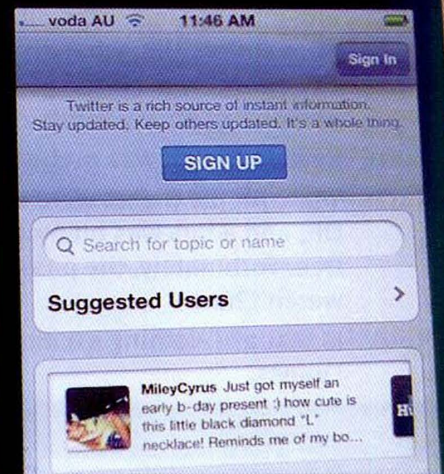 voda AU 11:46 AM
Sign In
Twitter is a rich source of instant information.
Stay updated. Keep others updated. It's a whole thing.
SIGN UP
Search for topic or name
Suggested Users
MileyCyrus Just got myself an
early b-day present :) how cute is
this little black diamond "L"
necklace! Reminds me of my bo...